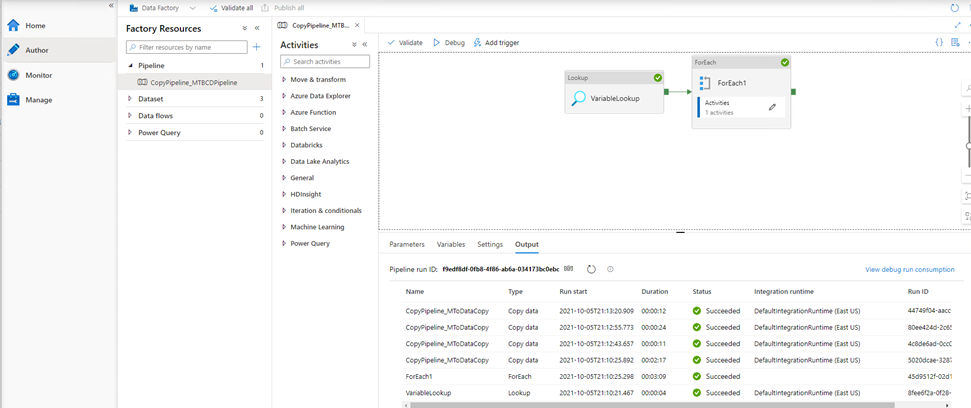 Data Factory
Validate all
Publish all
Home
Author
Monitor
Manage
Factory Resources
Filter resources by name
Pipeline 1
CopyPipeline_MTBCDPipeline
Dataset 3
Data flows 0
Power Query 0
CopyPipeline_MTB...
Activities
Search activities
Move & transform
Azure Data Explorer
Azure Function
Batch Service
Databricks
Data Lake Analytics
General
HDInsight
Iteration & conditionals
Machine Learning
Power Query
Validate
Debug
Add trigger
Lookup
VariableLookup
ForEach
ForEach1
Activities
1 activities
Parameters
Variables
Settings
Output
Pipeline run ID: f9edf8df-0fb8-4f86-ab6a-034173bc0ebc
View debug run consumption
Name Type Run start Duration Status Integration runtime Run ID
CopyPipeline_MToDataCopy Copy data 2021-10-05T21:13:20.909 00:00:12 Succeeded DefaultIntegrationRuntime (East US) 44749f04-aacc
CopyPipeline_MToDataCopy Copy data 2021-10-05T21:12:55.773 00:00:24 Succeeded DefaultIntegrationRuntime (East US) 80ee424d-2c65
CopyPipeline_MToDataCopy Copy data 2021-10-05T21:12:43.657 00:00:11 Succeeded DefaultIntegrationRuntime (East US) 4c8de6ad-0cc0
CopyPipeline_MToDataCopy Copy data 2021-10-05T21:10:25.892 00:02:17 Succeeded DefaultIntegrationRuntime (East US) 5020dcae-3287
ForEach1 ForEach 2021-10-05T21:10:25.298 00:03:09 Succeeded 45d9512f-02d1
VariableLookup Lookup 2021-10-05T21:10:21.467 00:00:04 Succeeded DefaultIntegrationRuntime (East US) 8fee6f2a-0f28-